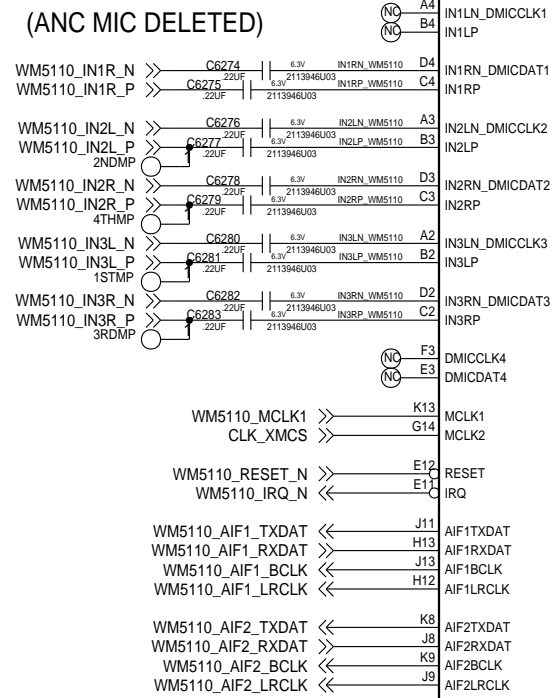 (ANC MIC DELETED)
NC A4 IN1LN_DMICCLK1
NC B4 IN1LP
WM5110_IN1R_N C6274 .22UF 6.3V 2113946U03 IN1RN_WM5110 D4 IN1RN_DMICDAT1
WM5110_IN1R_P C6275 .22UF 6.3V 2113946U03 C4 IN1RP
WM5110_IN2L_N C6276 .22UF 6.3V 2113946U03 IN2LN_WM5110 A3 IN2LN_DMICCLK2
WM5110_IN2L_P C6277 .22UF 6.3V 2113946U03 IN2LP_WM5110 B3 IN2LP
2NDMP
WM5110_IN2R_N C6278 .22UF 6.3V 2113946U03 IN2RN_WM5110 D3 IN2RN_DMICDAT2
WM5110_IN2R_P C6279 .22UF 6.3V 2113946U03 IN2RP_WM5110 C3 IN2RP
4THMP
WM5110_IN3L_N C6280 .22UF 6.3V 2113946U03 IN3LN_WM5110 A2 IN3LN_DMICCLK3
WM5110_IN3L_P C6281 .22UF 6.3V 2113946U03 IN3LP_WM5110 B2 IN3LP
1STMP
WM5110_IN3R_N C6282 .22UF 6.3V 2113946U03 IN3RN_WM5110 D2 IN3RN_DMICDAT3
WM5110_IN3R_P C6283 .22UF 6.3V 2113946U03 IN3RP_WM5110 C2 IN3RP
3RDMP
NC F3 DMICCLK4
NC E3 DMICDAT4
WM5110_MCLK1 K13 MCLK1
CLK_XMCS G14 MCLK2
WM5110_RESET_N E12 RESET
WM5110_IRQ_N E11 IRQ
WM5110_AIF1_TXDAT J11 AIF1TXDAT
WM5110_AIF1_RXDAT H13 AIF1RXDAT
WM5110_AIF1_BCLK J13 AIF1BCLK
WM5110_AIF1_LRCLK H12 AIF1LRCLK
WM5110_AIF2_TXDAT K8 AIF2TXDAT
WM5110_AIF2_RXDAT J8 AIF2RXDAT
WM5110_AIF2_BCLK K9 AIF2BCLK
WM5110_AIF2_LRCLK J9 AIF2LRCLK